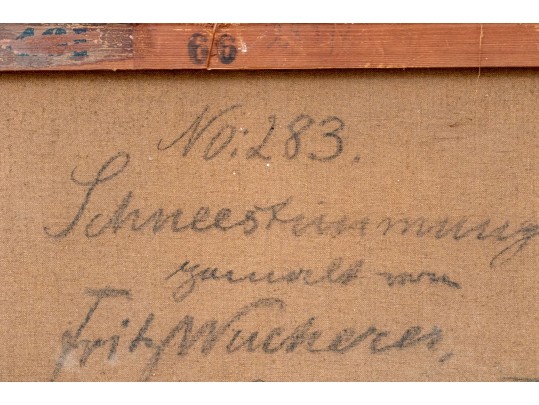 66
No: 283.
Schneestimmung
gemalt von
Fritz Wucherer,